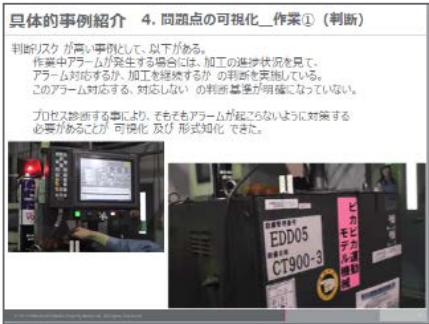 具体的事例紹介　4. 問題点の可視化__作業①（判断）
判断リスク が高い事例として、以下がある。
作業中アラームが発生する場合には、加工の進捗状況を見て、
アラーム対応するか、加工を継続するか の判断を実施している。
このアラーム対応する、対応しない の判断基準が明確になっていない。
プロセス診断する事により、そもそもアラームが起こらないように対策する
必要があることが 可視化 及び 形式知化 できた。
EDD05
CT900-3
ピカピカ運動
モデル機械